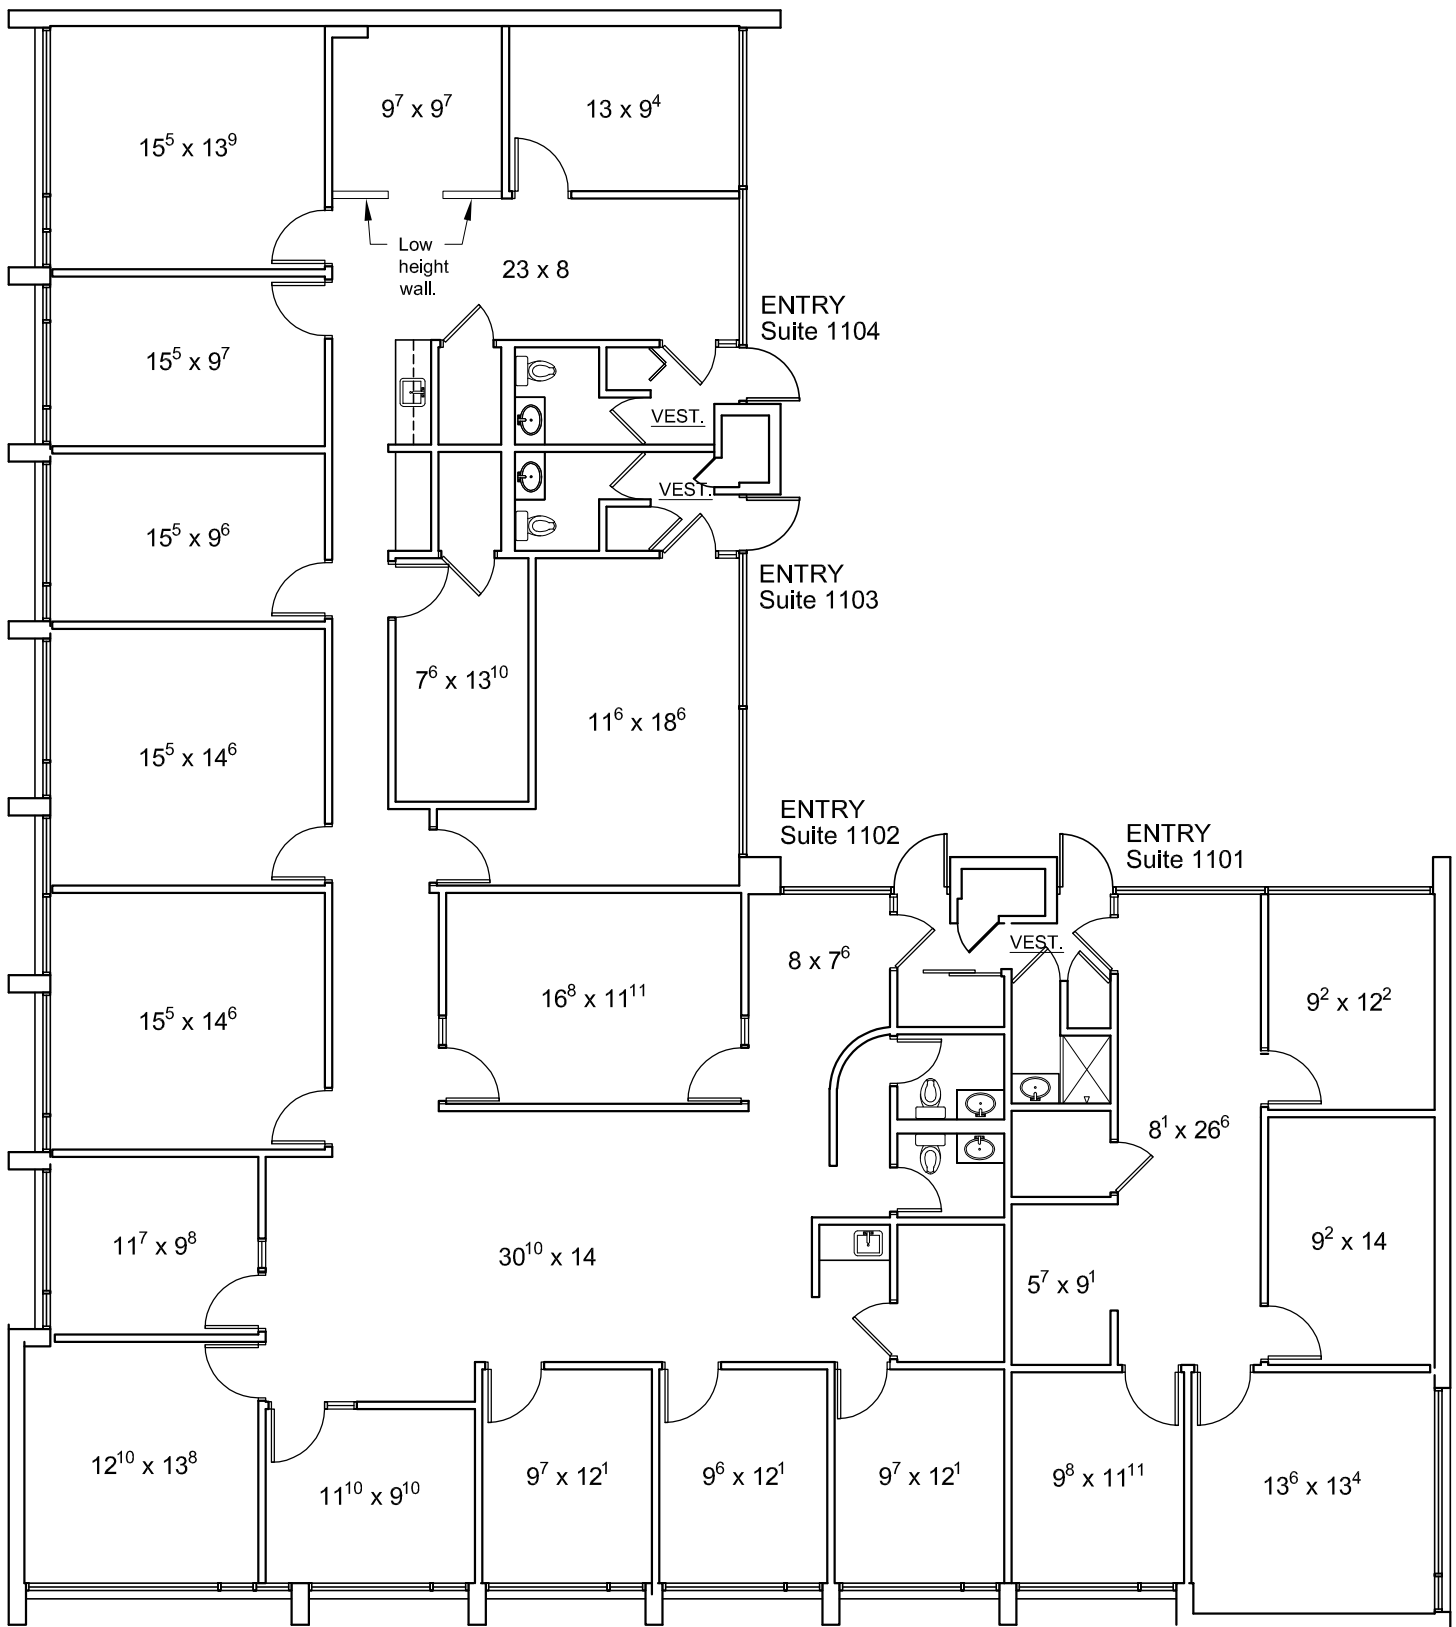 9⁷ x 9⁷
13 x 9⁴
15⁵ x 13⁹
Low
height
wall.
23 x 8
ENTRY
Suite 1104
15⁵ x 9⁷
VEST.
VEST.
15⁵ x 9⁶
ENTRY
Suite 1103
7⁶ x 13¹⁰
11⁶ x 18⁶
15⁵ x 14⁶
ENTRY
Suite 1102
ENTRY
Suite 1101
VEST.
8 x 7⁶
16⁸ x 11¹¹
9² x 12²
15⁵ x 14⁶
8¹ x 26⁶
11⁷ x 9⁸
30¹⁰ x 14
9² x 14
5⁷ x 9¹
12¹⁰ x 13⁸
11¹⁰ x 9¹⁰
9⁷ x 12¹
9⁶ x 12¹
9⁷ x 12¹
9⁸ x 11¹¹
13⁶ x 13⁴